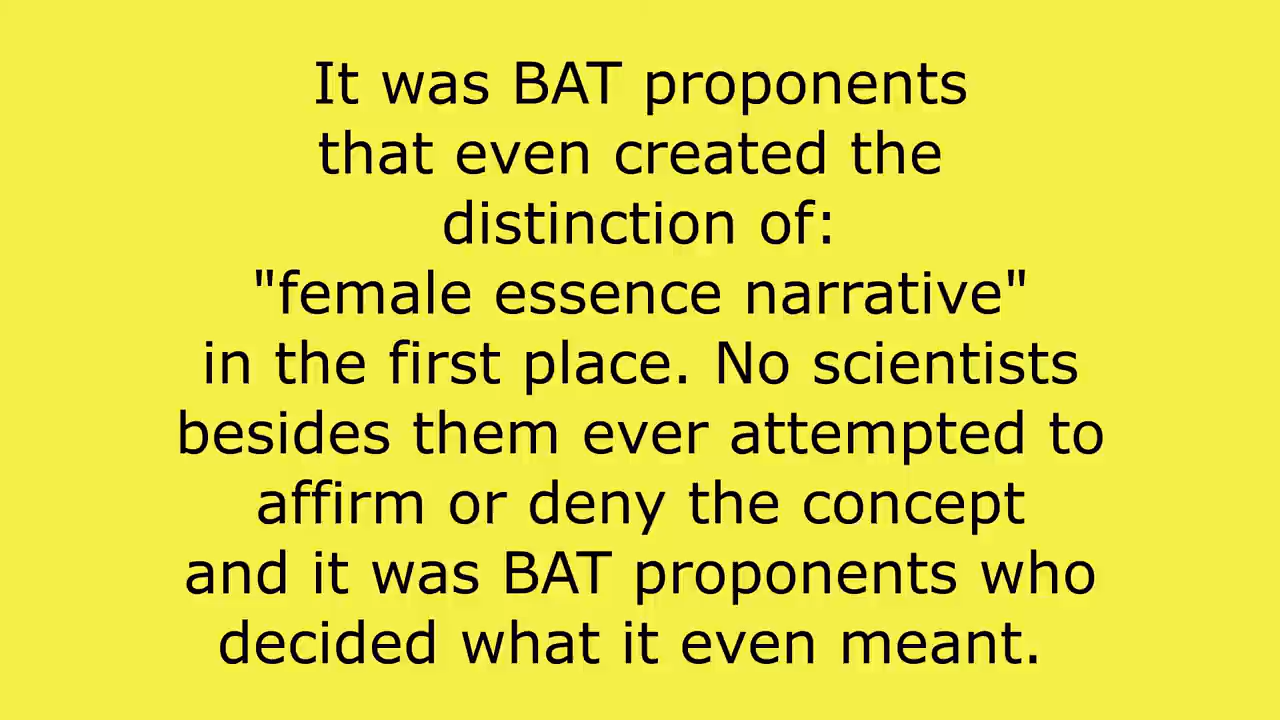 It was BAT proponents
that even created the
distinction of:
"female essence narrative"
in the first place. No scientists
besides them ever attempted to
affirm or deny the concept
and it was BAT proponents who
decided what it even meant.